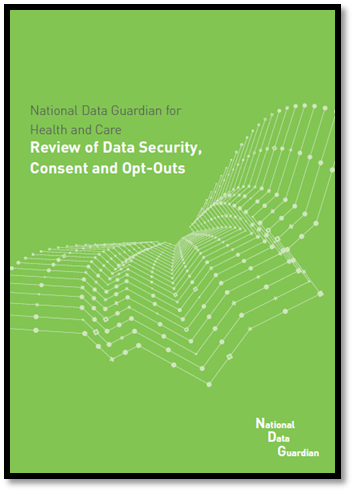 National Data Guardian for
Health and Care
Review of Data Security,
Consent and Opt-Outs
National
Data
Guardian